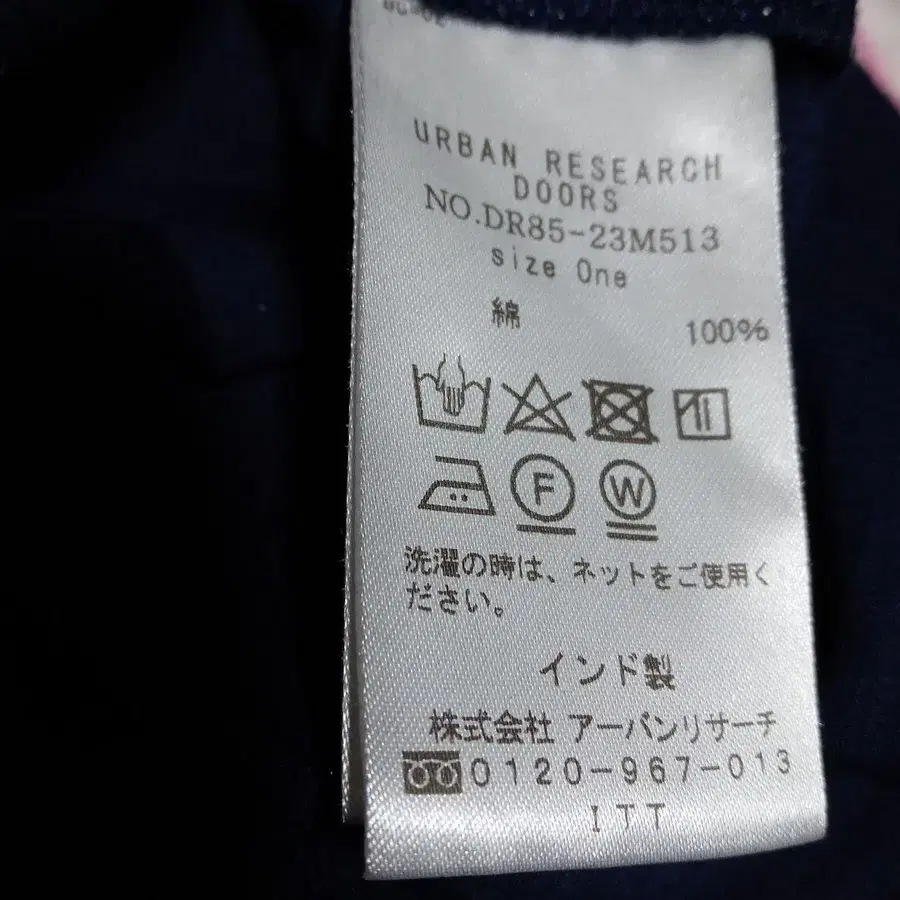 URBAN RESEARCH
DOORS
NO.DR85-23M513
size One
綿 100%
F W
洗濯の時は、ネットをご使用く
ださい。
インド製
株式会社 アーバンリサーチ
0120-967-013
ITT